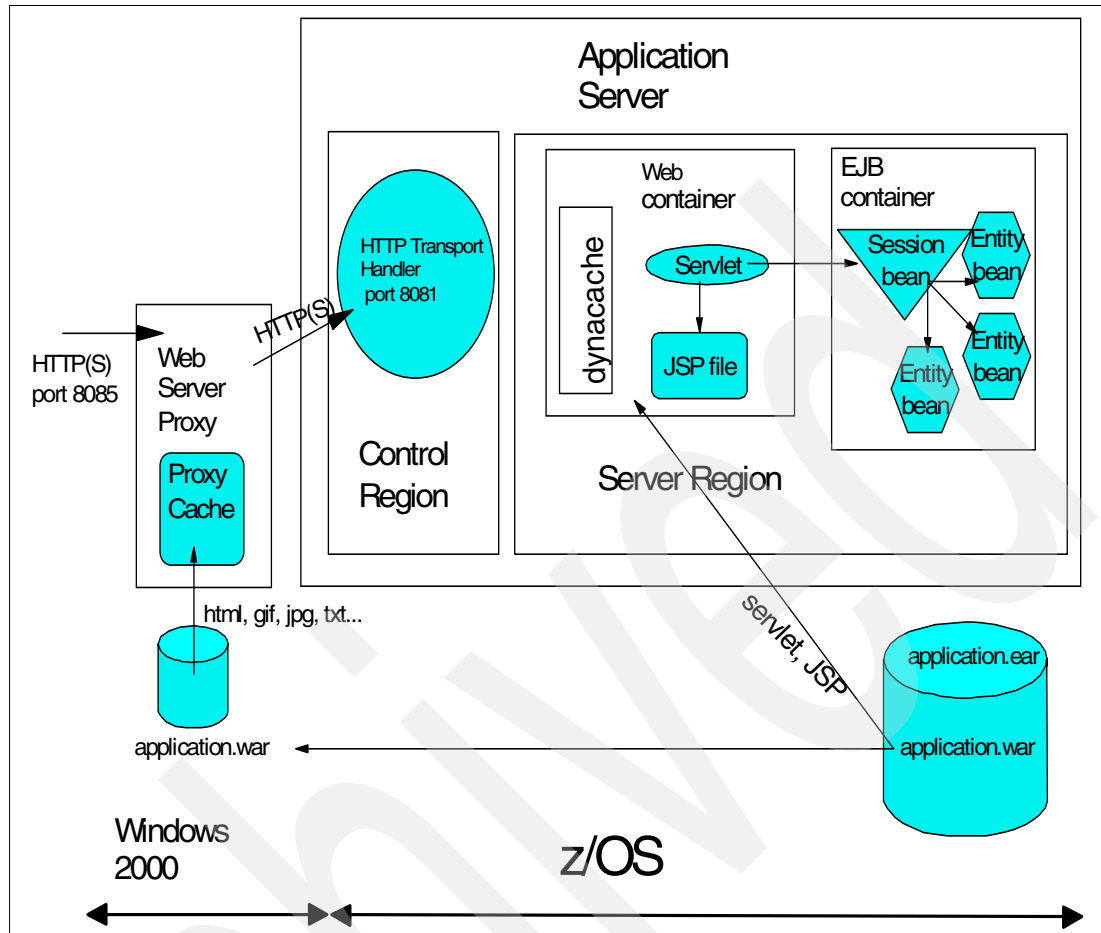 Application
Server
HTTP Transport
Handler
port 8081
Control
Region
Web
container
dynacache
Servlet
JSP file
EJB
container
Session
bean
Entity
bean
Entity
bean
Entity
bean
Server Region
HTTP(S)
port 8085
HTTP(S)
Web
Server
Proxy
Proxy
Cache
html, gif, jpg, txt...
application.war
servlet, JSP
application.ear
application.war
Windows
2000
z/OS